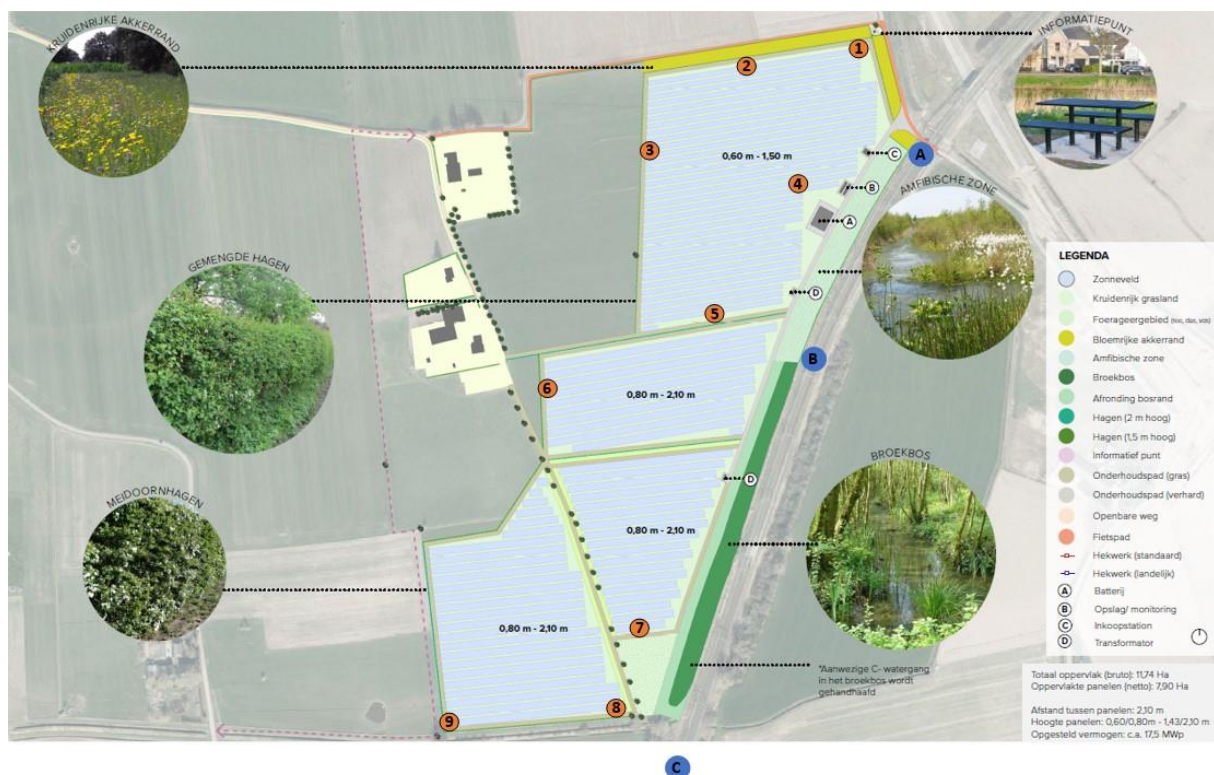 KRUIDENRIJKE AKKERRAND
INFORMATIEPUNT
1
2
3
0,60 m - 1,50 m
C
A
4
B
AMFIBISCHE ZONE
A
GEMENGDE HAGEN
D
5
B
6
0,80 m - 2,10 m
MEIDOORNHAGEN
BROEKBOS
D
0,80 m - 2,10 m
0,80 m - 2,10 m
7
*Aanwezige C- watergang
in het broekbos wordt
gehandhaafd
8
9
C
LEGENDA
Zonneveld
Kruidenrijk grasland
Foerageergebied (ree, das, vos)
Bloemrijke akkerrand
Amfibische zone
Broekbos
Afronding bosrand
Hagen (2 m hoog)
Hagen (1,5 m hoog)
Informatief punt
Onderhoudspad (gras)
Onderhoudspad (verhard)
Openbare weg
Fietspad
Hekwerk (standaard)
Hekwerk (landelijk)
A Batterij
B Opslag/ monitoring
C Inkoopstation
D Transformator
Totaal oppervlak (bruto): 11,74 Ha
Oppervlakte panelen (netto): 7,90 Ha
Afstand tussen panelen: 2,10 m
Hoogte panelen: 0,60/0,80m - 1,43/2,10 m
Opgesteld vermogen: c.a. 17,5 MWp